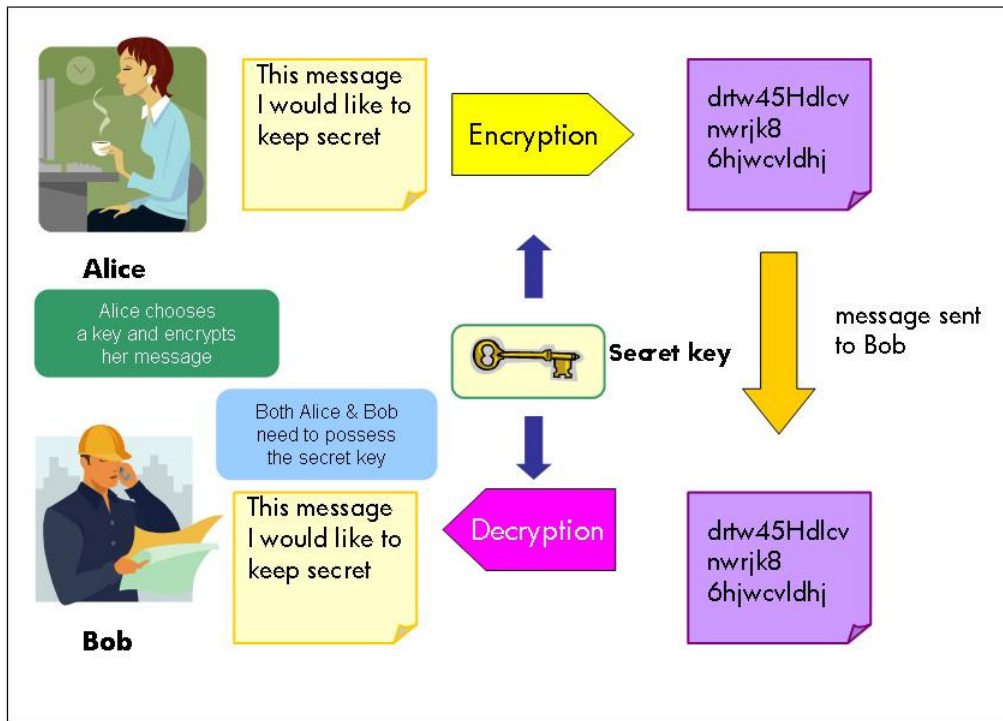 This message
I would like to
keep secret
Encryption
drtw45Hdlcv
nwrjk8
6hjwcvldhj
Alice
Alice chooses
a key and encrypts
her message
Secret key
message sent
to Bob
Both Alice & Bob
need to possess
the secret key
This message
I would like to
keep secret
Decryption
drtw45Hdlcv
nwrjk8
6hjwcvldhj
Bob